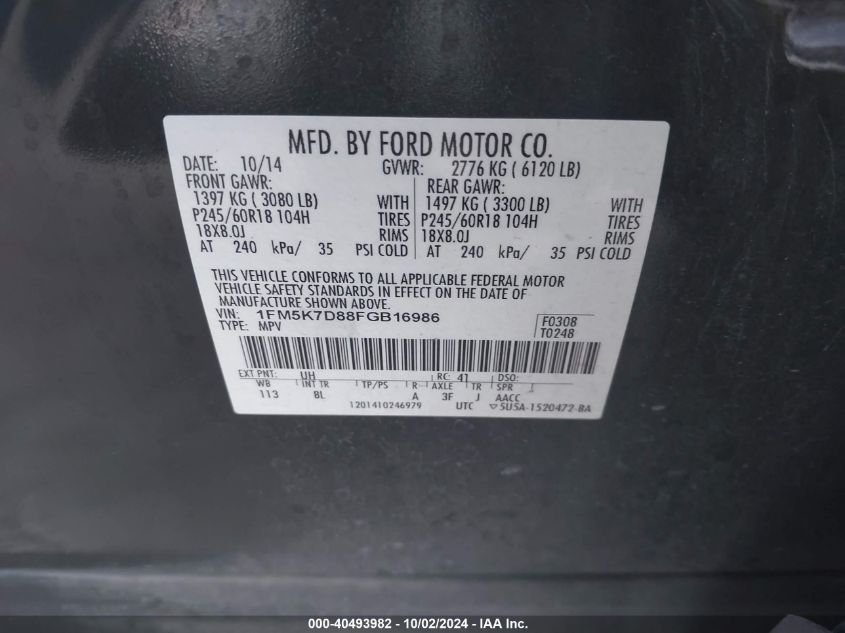 MFD. BY FORD MOTOR CO.
DATE: 10/14 GVWR: 2776 KG ( 6120 LB)
FRONT GAWR: REAR GAWR:
1397 KG ( 3080 LB) WITH 1497 KG ( 3300 LB) WITH
P245/60R18 104H TIRES P245/60R18 104H TIRES
18X8.0J RIMS 18X8.0J RIMS
AT 240 kPa/ 35 PSI COLD AT 240 kPa/ 35 PSI COLD
THIS VEHICLE CONFORMS TO ALL APPLICABLE FEDERAL MOTOR
VEHICLE SAFETY STANDARDS IN EFFECT ON THE DATE OF
MANUFACTURE SHOWN ABOVE.
VIN: 1FM5K7D88FGB16986 F0308
TYPE: MPV T0248
EXT PNT: UH RC: 41 DSO:
WB INT TR TP/PS R AXLE TR SPR
113 BL A 3F J AACC
1201410246979 UTC ▽5U5A-1520472-BA
000-40493982 - 10/02/2024 - IAA Inc.